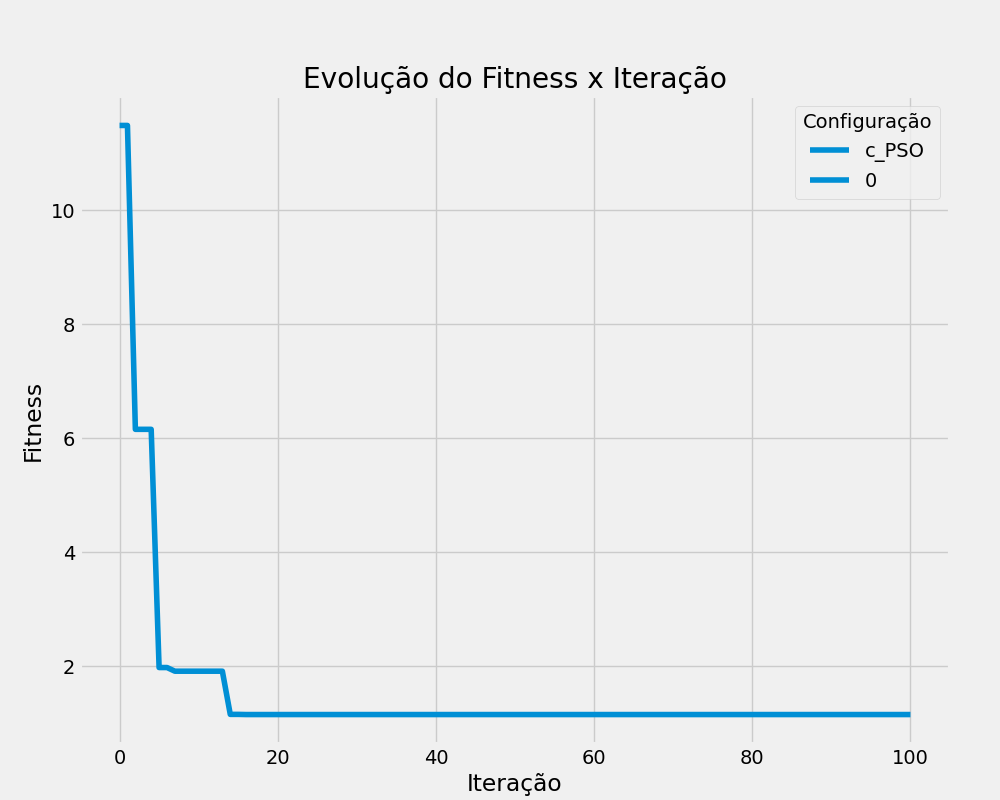 Evolução do Fitness x Iteração
Configuração
c_PSO
0
Fitness
10
8
6
4
2
0 20 40 60 80 100
Iteração